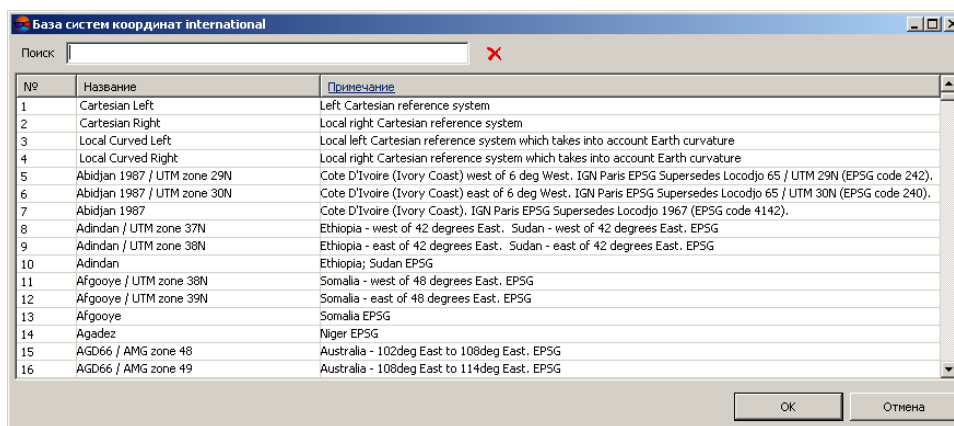 База систем координат international
Поиск
№ Название Примечание
1 Cartesian Left Left Cartesian reference system
2 Cartesian Right Local right Cartesian reference system
3 Local Curved Left Local left Cartesian reference system which takes into account Earth curvature
4 Local Curved Right Local right Cartesian reference system which takes into account Earth curvature
5 Abidjan 1987 / UTM zone 29N Cote D'Ivoire (Ivory Coast) west of 6 deg West. IGN Paris EPSG Supersedes Locodjo 65 / UTM 29N (EPSG code 242).
6 Abidjan 1987 / UTM zone 30N Cote D'Ivoire (Ivory Coast) east of 6 deg West. IGN Paris EPSG Supersedes Locodjo 65 / UTM 30N (EPSG code 240).
7 Abidjan 1987 Cote D'Ivoire (Ivory Coast). IGN Paris EPSG Supersedes Locodjo 1967 (EPSG code 4142).
8 Adindan / UTM zone 37N Ethiopia - west of 42 degrees East. Sudan - west of 42 degrees East. EPSG
9 Adindan / UTM zone 38N Ethiopia - east of 42 degrees East. Sudan - east of 42 degrees East. EPSG
10 Adindan Ethiopia; Sudan EPSG
11 Afgooye / UTM zone 38N Somalia - west of 48 degrees East. EPSG
12 Afgooye / UTM zone 39N Somalia - east of 48 degrees East. EPSG
13 Afgooye Somalia EPSG
14 Agadez Niger EPSG
15 AGD66 / AMG zone 48 Australia - 102deg East to 108deg East. EPSG
16 AGD66 / AMG zone 49 Australia - 108deg East to 114deg East. EPSG
OK Отмена